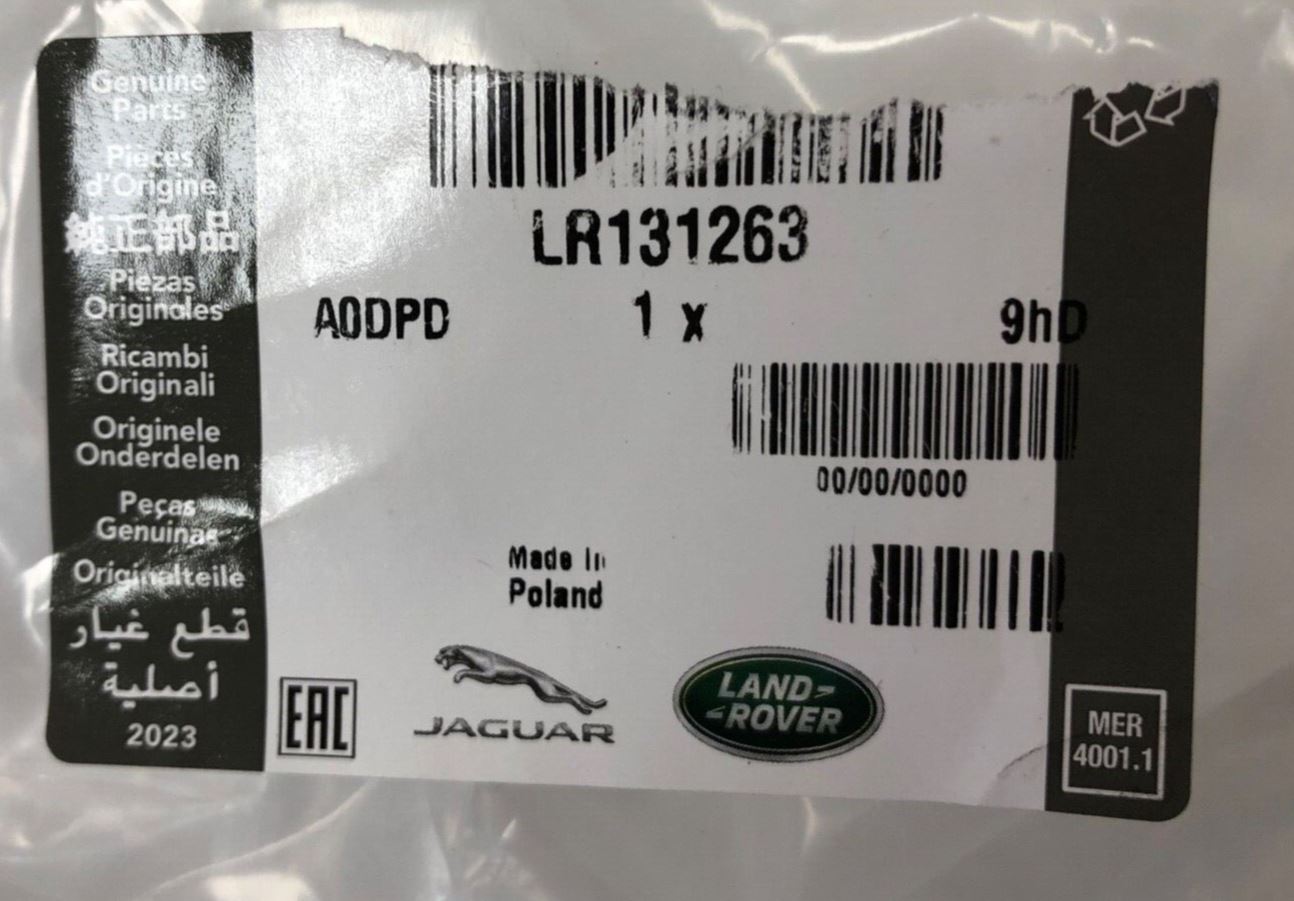 Genuine
Parts
Pièces
d'Origine
純正部品
Piezas
Originales
Ricambi
Originali
Originele
Onderdelen
Peças
Genuinas
Originalteile
قطع غيار
أصلية
2023
LR131263
A0DPD 1 x 9hD
00/00/0000
Made In
Poland
EAC
JAGUAR
LAND-
-ROVER
MER
4001.1